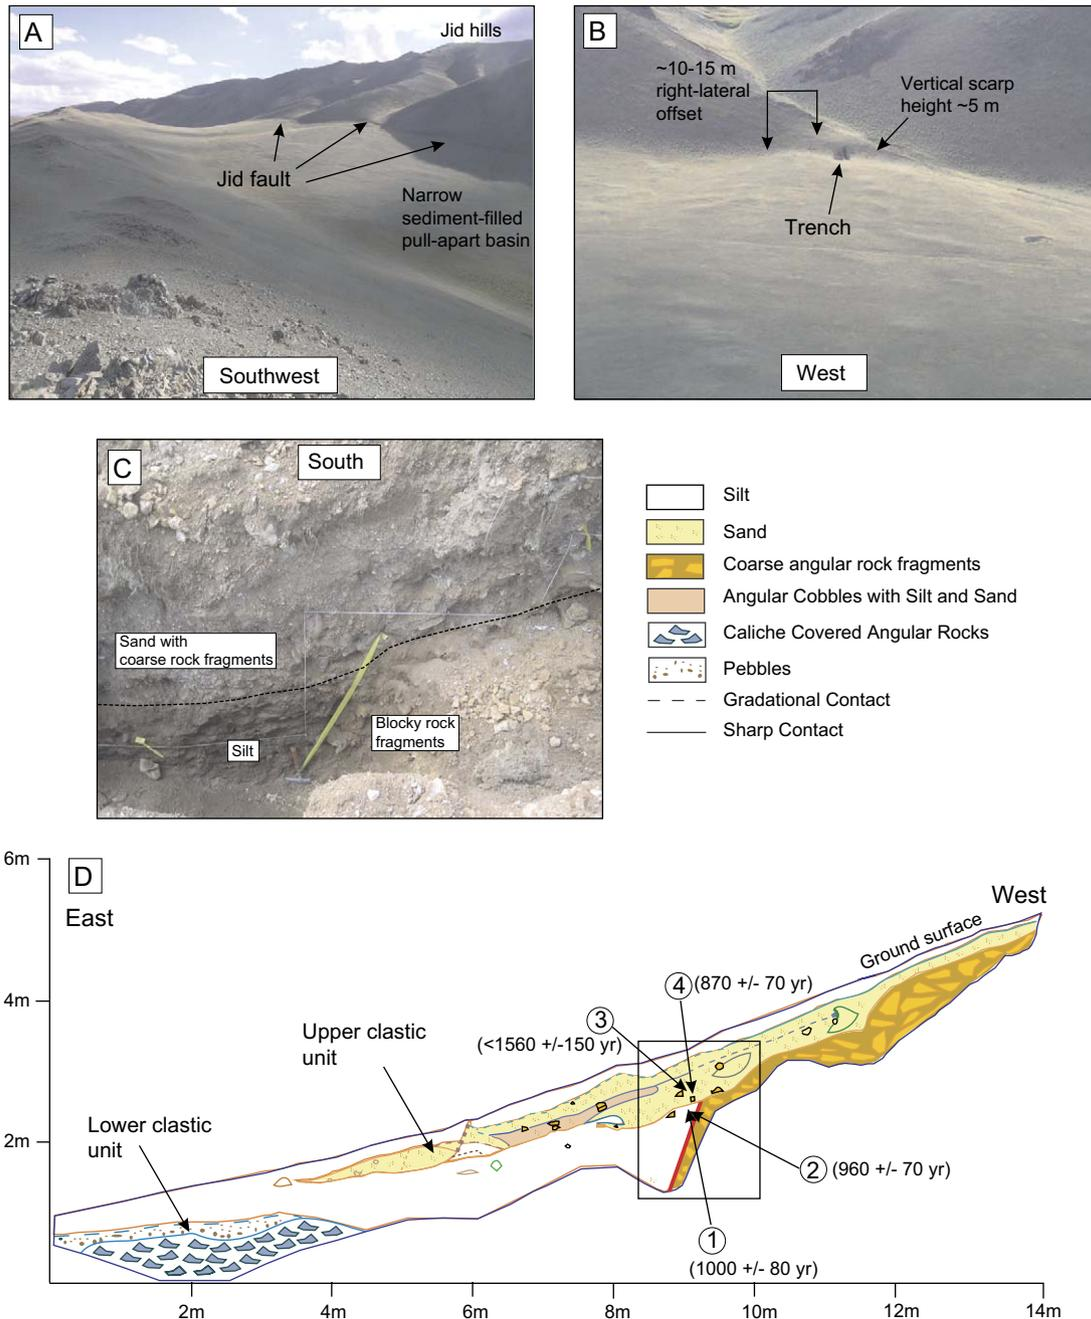 A
Jid hills
Jid fault
Narrow
sediment-filled
pull-apart basin
Southwest
B
~10-15 m
right-lateral
offset
Vertical scarp
height ~5 m
Trench
West
C
South
Sand with
coarse rock fragments
Silt
Blocky rock
fragments
Silt
Sand
Coarse angular rock fragments
Angular Cobbles with Silt and Sand
Caliche Covered Angular Rocks
Pebbles
Gradational Contact
Sharp Contact
6m
D
East
West
Ground surface
4m
4 (870 +/- 70 yr)
3
(<1560 +/-150 yr)
Upper clastic
unit
Lower clastic
unit
2m
2 (960 +/- 70 yr)
1
(1000 +/- 80 yr)
2m 4m 6m 8m 10m 12m 14m